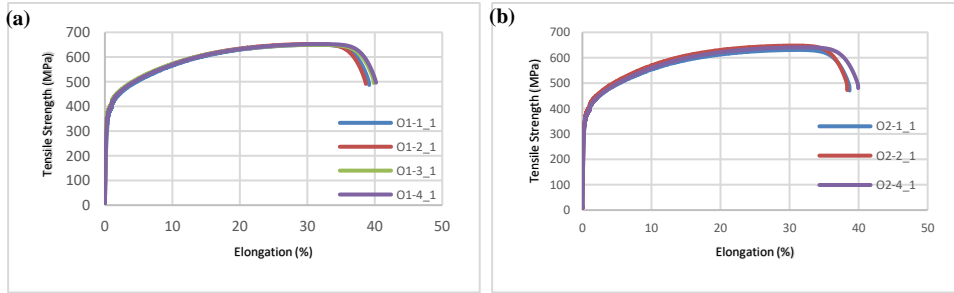 (a)
Tensile Strength (MPa)
700
600
500
400
300
200
100
0
0 10 20 30 40 50
Elongation (%)
O1-1_1
O1-2_1
O1-3_1
O1-4_1
(b)
Tensile Strength (MPa)
700
600
500
400
300
200
100
0
0 10 20 30 40 50
Elongation (%)
O2-1_1
O2-2_1
O2-4_1